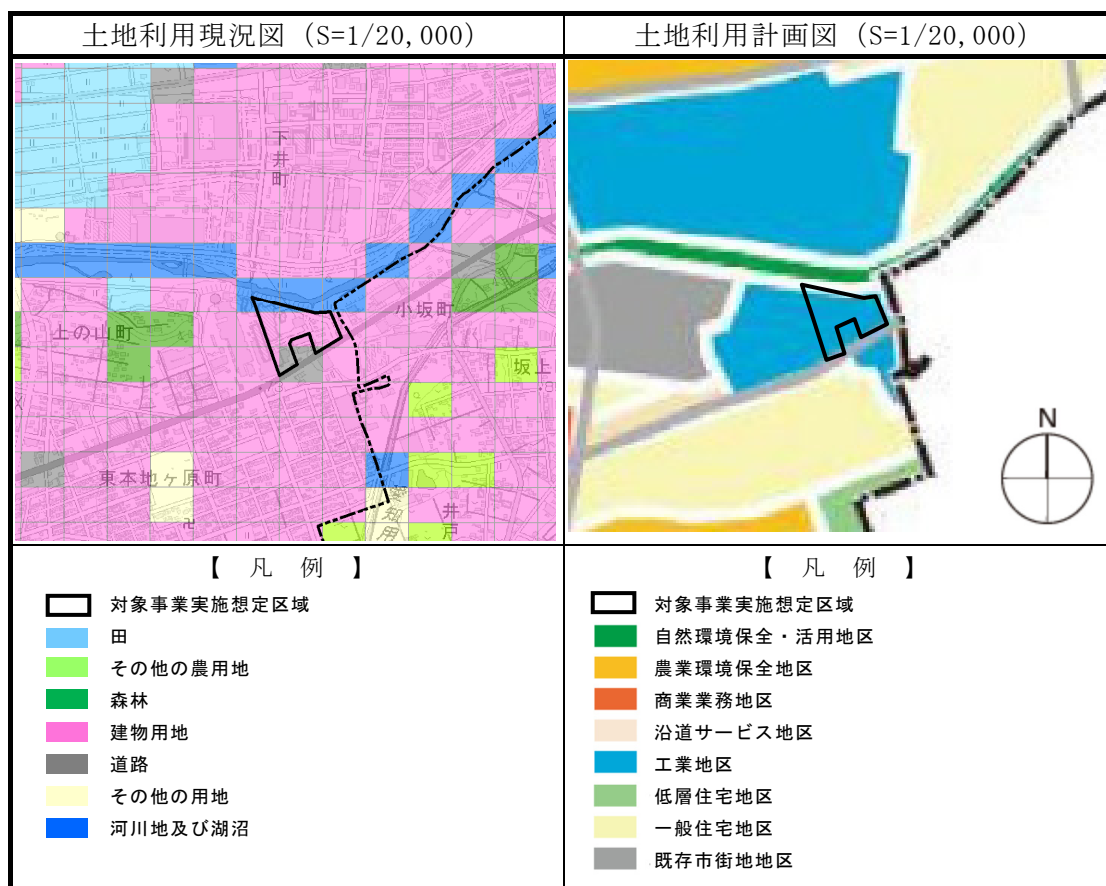 土地利用現況図 (S=1/20,000)
土地利用計画図 (S=1/20,000)
下井町
小坂町
上の山町
坂上
東本地ヶ原町
井戸
N
【 凡 例 】
対象事業実施想定区域
田
その他の農用地
森林
建物用地
道路
その他の用地
河川地及び湖沼
【 凡 例 】
対象事業実施想定区域
自然環境保全・活用地区
農業環境保全地区
商業業務地区
沿道サービス地区
工業地区
低層住宅地区
一般住宅地区
既存市街地地区